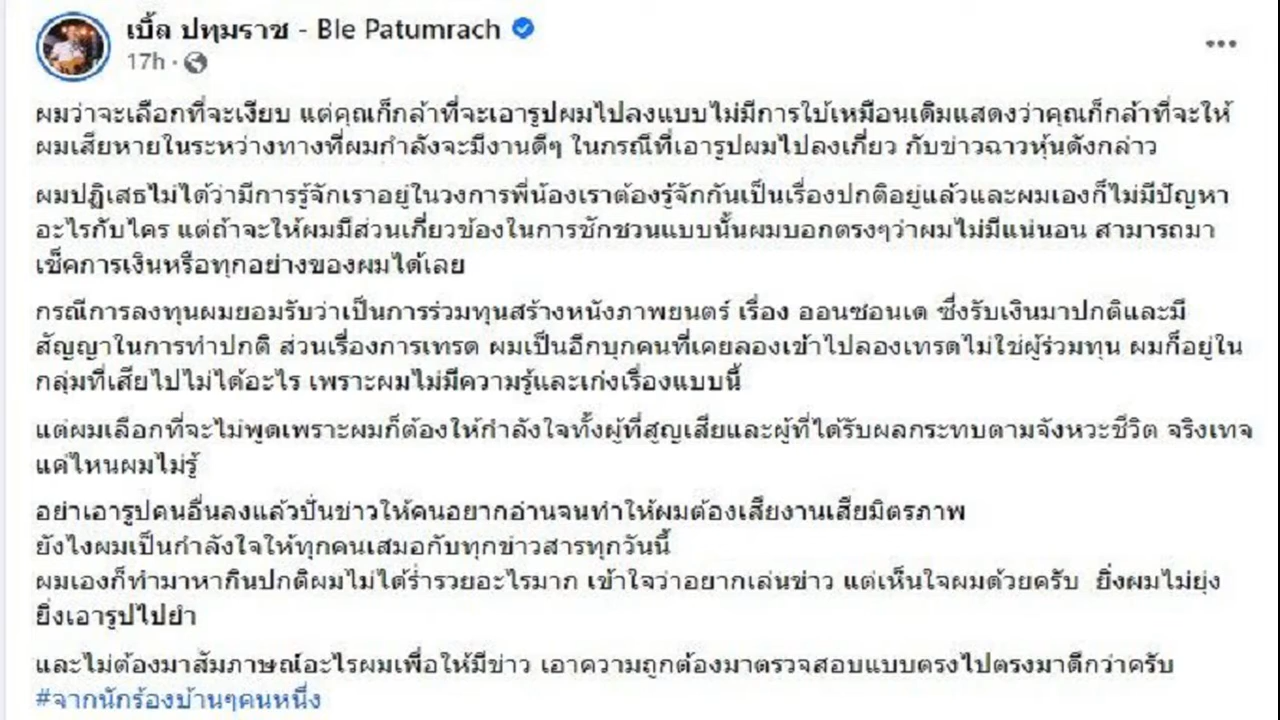 เบิ้ล ปทุมราช - Ble Patumrach
17h ·
ผมว่าจะเลือกที่จะเงียบ แต่คุณก็กล้าที่จะเอารูปผมไปลงแบบไม่มีการใบ้เหมือนเดิมแสดงว่าคุณก็กล้าที่จะให้
ผมเสียหายในระหว่างทางที่ผมกำลังจะมีงานดีๆ ในกรณีที่เอารูปผมไปลงเกี่ยว กับข่าวฉาวหุ้นดังกล่าว
ผมปฏิเสธไม่ได้ว่ามีการรู้จักเราอยู่ในวงการพี่น้องเราต้องรู้จักกันเป็นเรื่องปกติอยู่แล้วและผมเองก็ไม่มีปัญหา
อะไรกับไคร แต่ถ้าจะให้ผมมีส่วนเกี่ยวข้องในการชักชวนแบบนั้นผมบอกตรงๆว่าผมไม่มีแน่นอน สามารถมา
เช็คการเงินหรือทุกอย่างของผมได้เลย
กรณีการลงทุนผมยอมรับว่าเป็นการร่วมทุนสร้างหนังภาพยนตร์ เรื่อง ออนซอนเด ซึ่งรับเงินมาปกติและมี
สัญญาในการทำปกติ ส่วนเรื่องการเทรด ผมเป็นอีกบุกคนที่เคยลองเข้าไปลองเทรดไม่ใช่ผู้ร่วมทุน ผมก็อยู่ใน
กลุ่มที่เสียไปไม่ได้อะไร เพราะผมไม่มีความรู้และเก่งเรื่องแบบนี้
แต่ผมเลือกที่จะไม่พูดเพราะผมก็ต้องให้กำลังใจทั้งผู้ที่สูญเสียและผู้ที่ได้รับผลกระทบตามจังหวะชีวิต จริงเทจ
แค่ไหนผมไม่รู้
อย่าเอารูปคนอื่นลงแล้วปั่นข่าวให้คนอยากอ่านจนทำให้ผมต้องเสียงานเสียมิตรภาพ
ยังไงผมเป็นกำลังใจให้ทุกคนเสมอกับทุกข่าวสารทุกวันนี้
ผมเองก็ทำมาหากินปกติผมไม่ได้ร่ำรวยอะไรมาก เข้าใจว่าอยากเล่นข่าว แต่เห็นใจผมด้วยครับ ยิ่งผมไม่ยุ่ง
ยิ่งเอารูปไปยำ
และไม่ต้องมาสัมภาษณ์อะไรผมเพื่อให้มีข่าว เอาความถูกต้องมาตรวจสอบแบบตรงไปตรงมาดีกว่าครับ
#จากนักร้องบ้านๆคนหนึ่ง